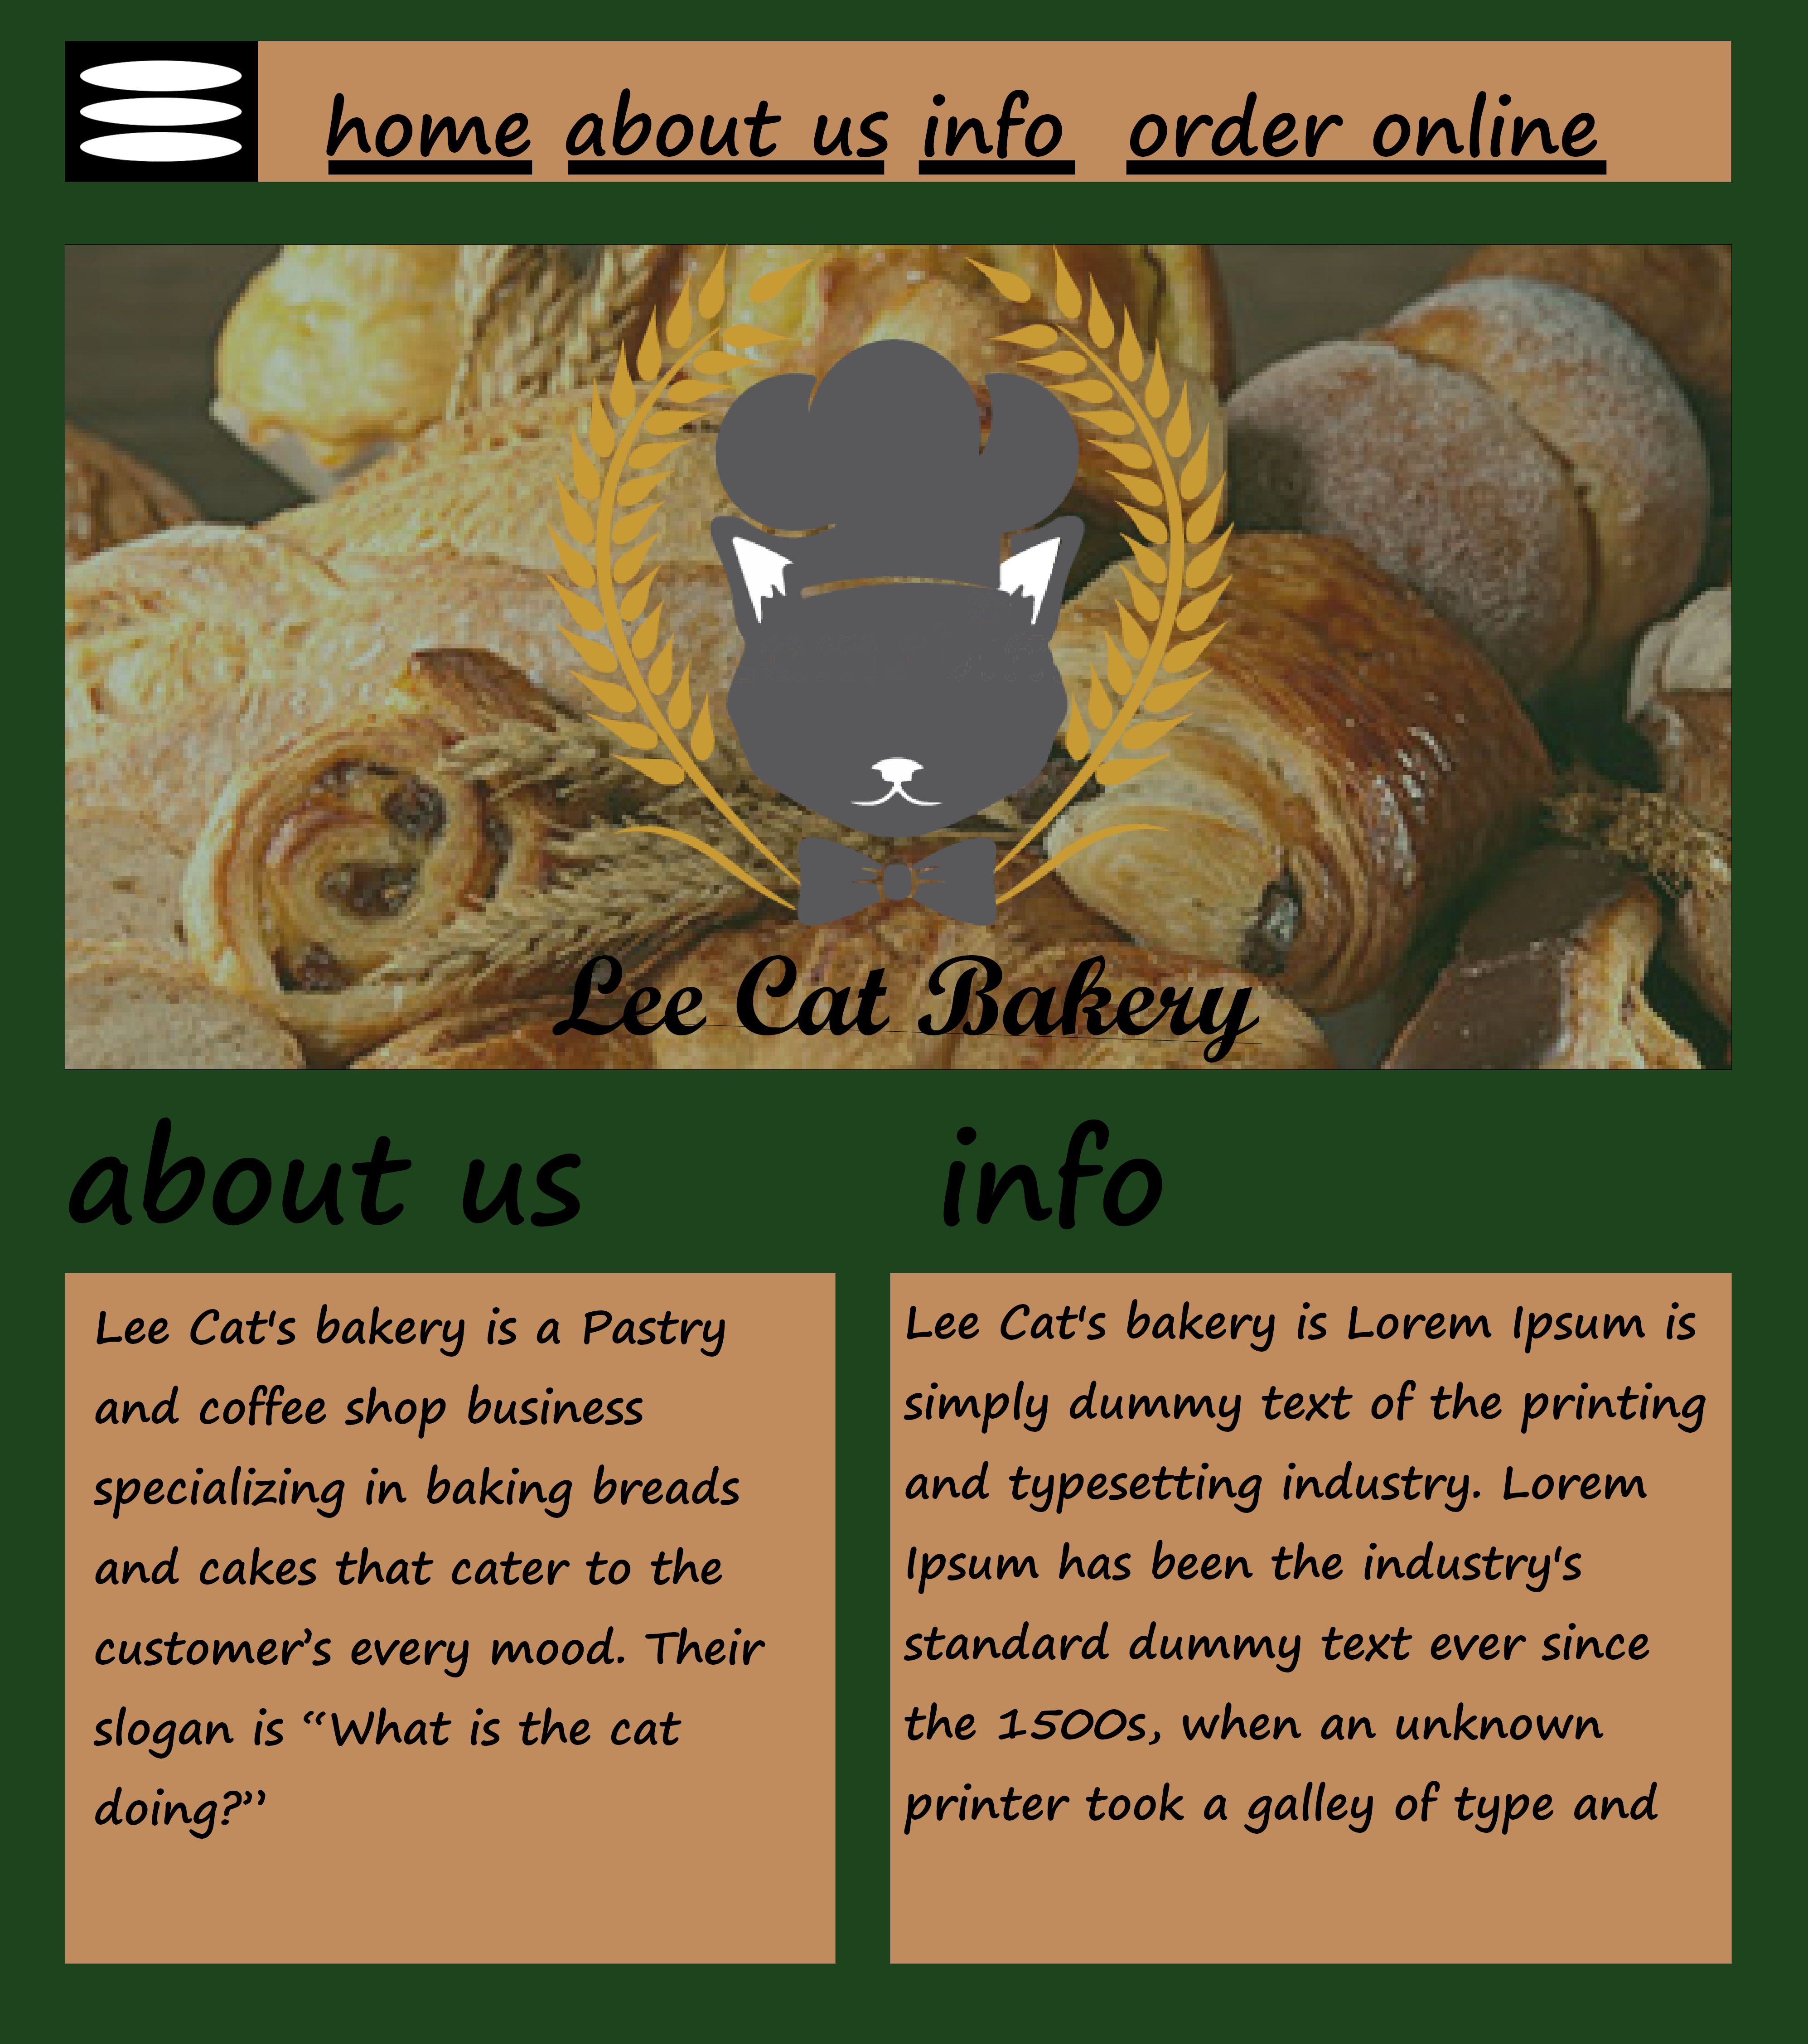 home about us info order online
Lee Cat Bakery
about us
info
Lee Cat's bakery is a Pastry
and coffee shop business
specializing in baking breads
and cakes that cater to the
customer’s every mood. Their
slogan is “What is the cat
doing?”
Lee Cat's bakery is Lorem Ipsum is
simply dummy text of the printing
and typesetting industry. Lorem
Ipsum has been the industry's
standard dummy text ever since
the 1500s, when an unknown
printer took a galley of type and